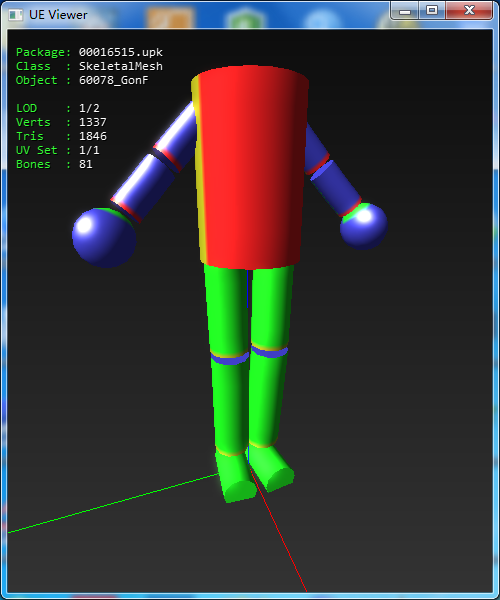 UE Viewer
Package: 00016515.upk
Class : SkeletalMesh
Object : 60078_GonF
LOD : 1/2
Verts : 1337
Tris : 1846
UV Set : 1/1
Bones : 81